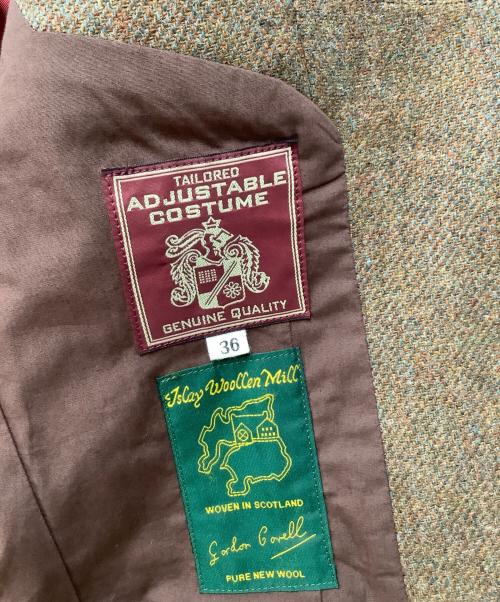 TAILORED
ADJUSTABLE
COSTUME
GENUINE QUALITY
36
Islay Woollen Mill
WOVEN IN SCOTLAND
Gordon Covell
PURE NEW WOOL